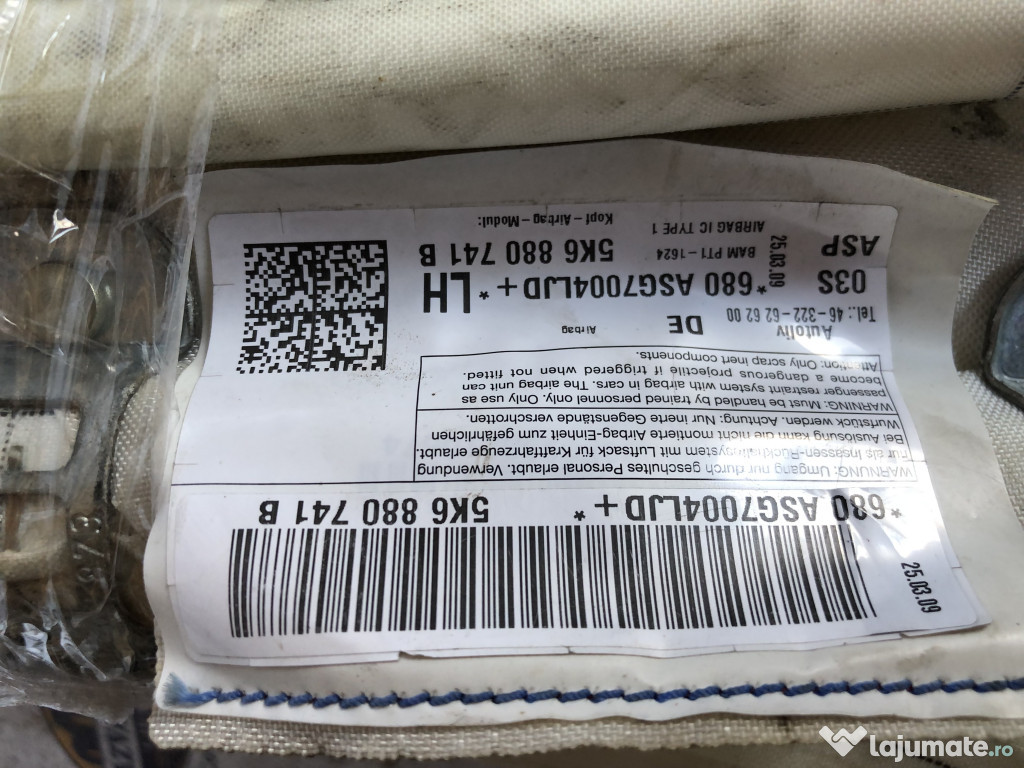 ASP
03S
25.03.09
AIRBAG IC TYPE 1
BAM PT1-1624
Kopf-Airbag-Modul:
5K6 880 741 B
*680 ASG7004LJD+*
LH
Autoliv
Tel.: 46-322-62 62 00
DE
Airbag
WARNUNG: Umgang nur durch geschultes Personal erlaubt. Verwendung
nur als Insassen-Rückhaltesystem mit Luftsack für Kraftfahrzeuge erlaubt.
Bei Auslösung kann die nicht montierte Airbag-Einheit zum gefährlichen
Wurfstück werden. Achtung: Nur inerte Gegenstände verschrotten.
WARNING: Must be handled by trained personnel only. Only use as
passenger restraint system with airbag in cars. The airbag unit can
become a dangerous projectile if triggered when not fitted.
Attention: Only scrap inert components.
*680 ASG7004LJD+*
5K6 880 741 B
25.03.09
lajumate.ro